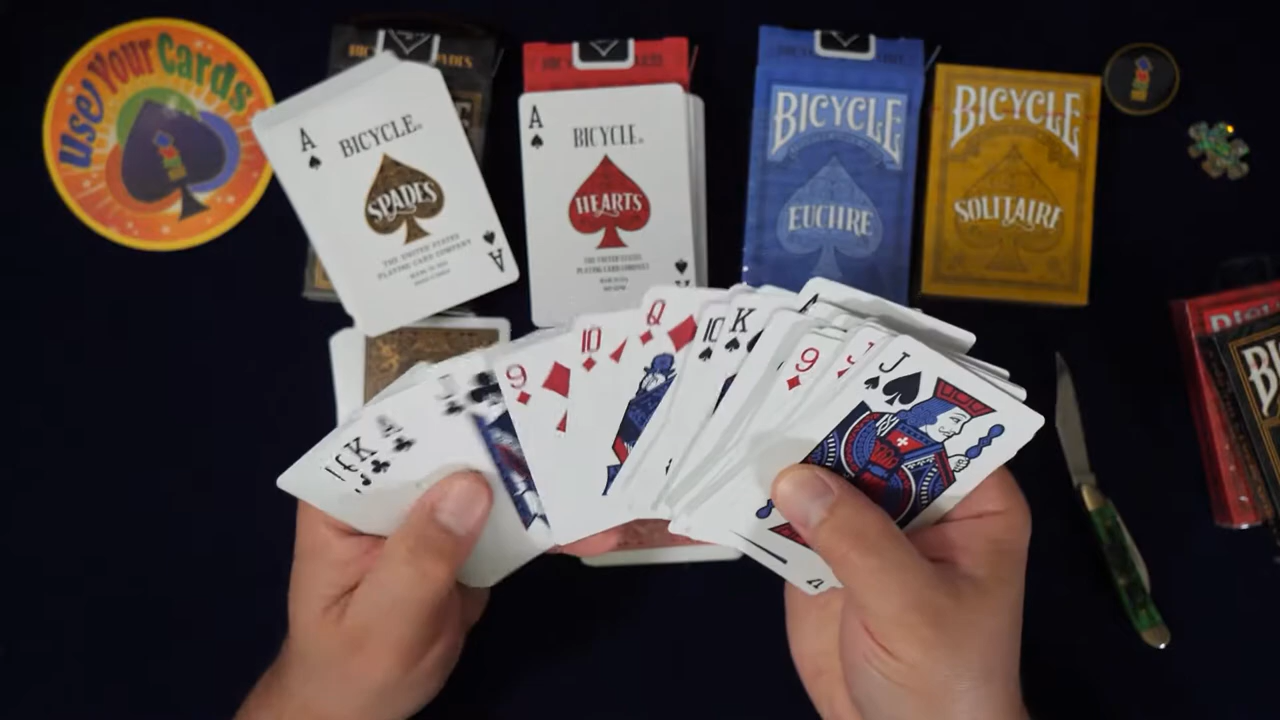 Use Your Cards
A
BICYCLE®
SPADES
THE UNITED STATES
PLAYING CARD COMPANY
A
A
BICYCLE®
HEARTS
THE UNITED STATES
PLAYING CARD COMPANY
A
BICYCLE
EUCHRE
BICYCLE
SOLITAIRE
K
9
10
Q
10
K
9
J
J
J